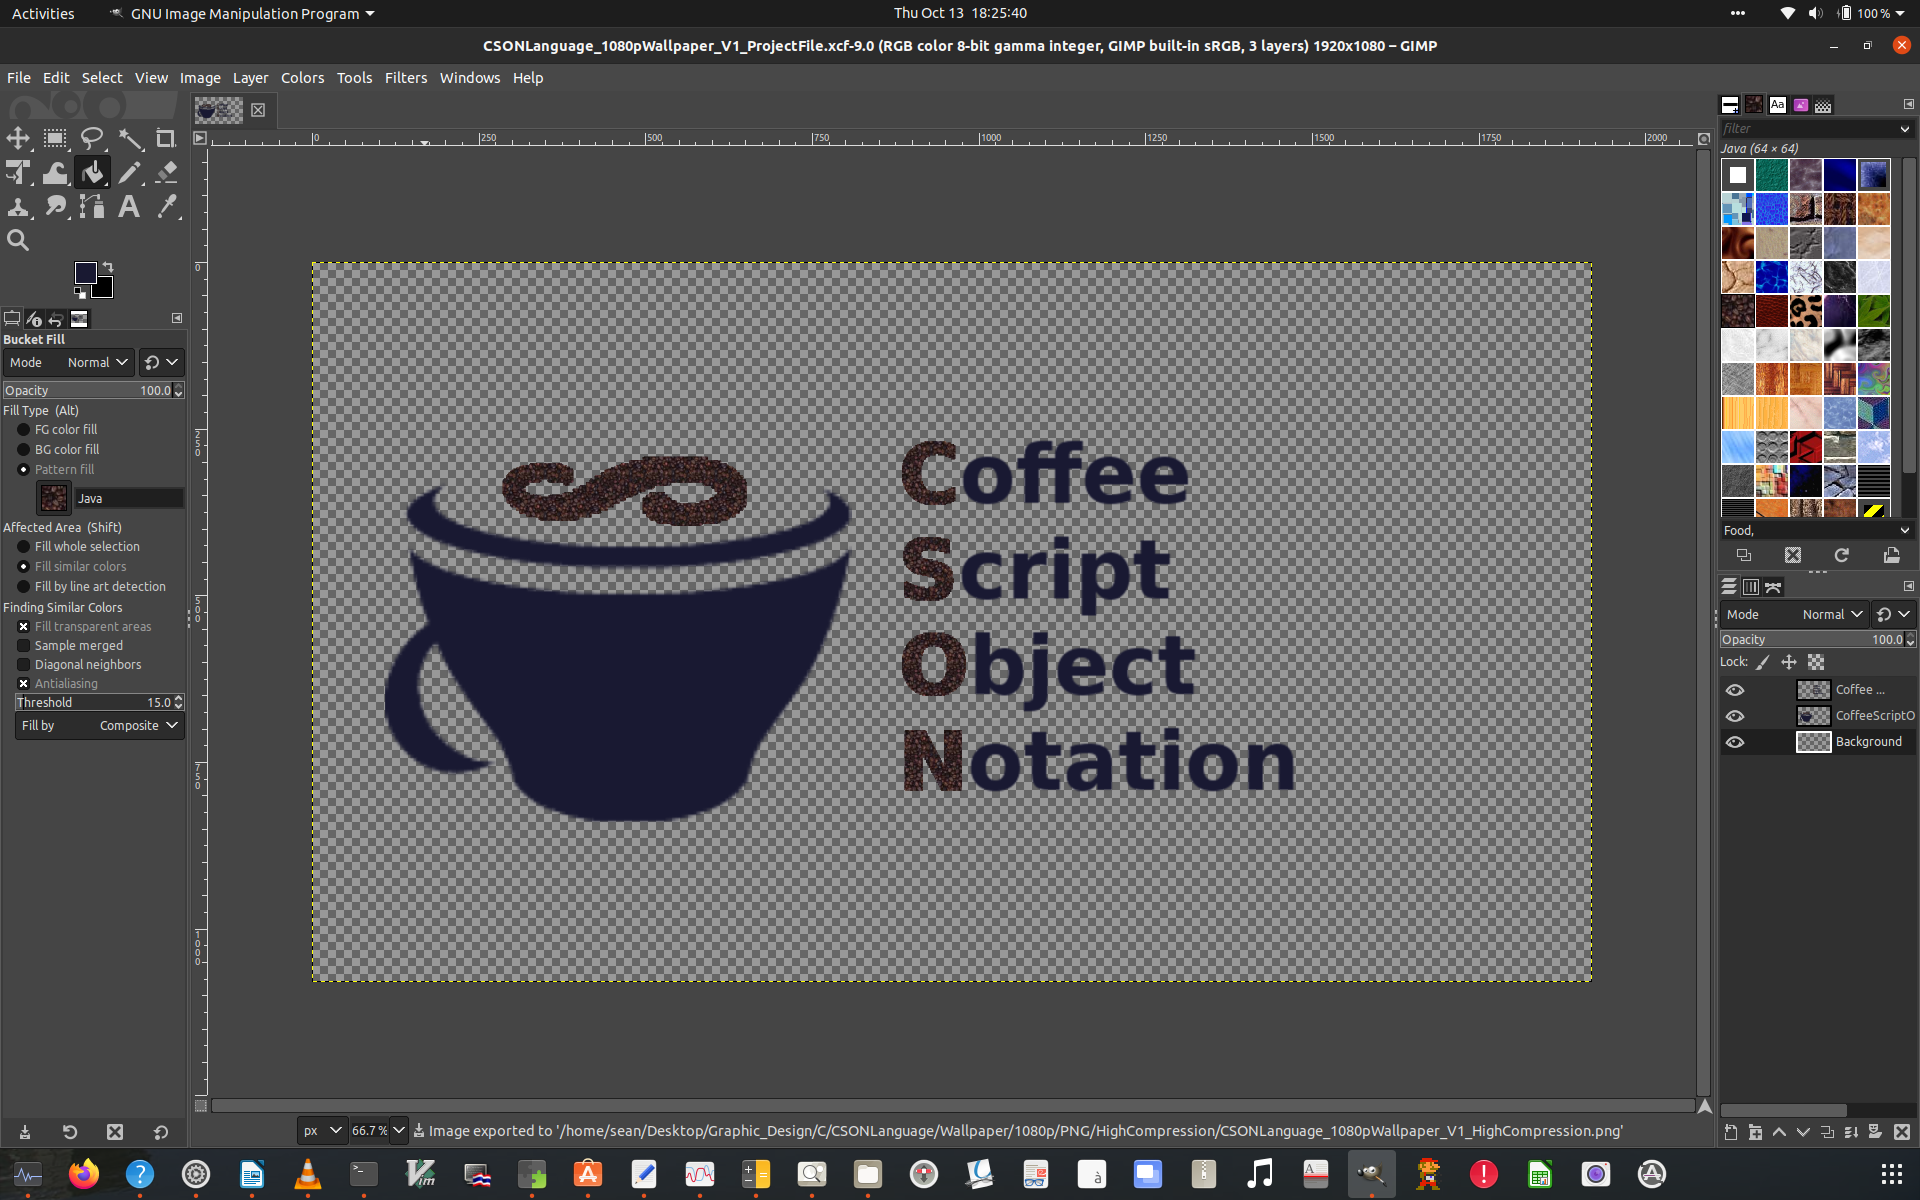 Activities
GNU Image Manipulation Program
Thu Oct 13 18:25:40
100 %
CSONLanguage_1080pWallpaper_V1_ProjectFile.xcf-9.0 (RGB color 8-bit gamma integer, GIMP built-in sRGB, 3 layers) 1920x1080 – GIMP
File Edit Select View Image Layer Colors Tools Filters Windows Help
0 250 500 750 1000 1250 1500 1750 2000
Aa
filter
Java (64 × 64)
0
250
500
750
1000
Bucket Fill
Mode Normal
Opacity 100.0
Fill Type (Alt)
FG color fill
BG color fill
Pattern fill
Java
Affected Area (Shift)
Fill whole selection
Fill similar colors
Fill by line art detection
Finding Similar Colors
Fill transparent areas
Sample merged
Diagonal neighbors
Antialiasing
Threshold 15.0
Fill by Composite
Coffee
Script
Object
Notation
Food,
Mode Normal
Opacity 100.0
Lock:
Coffee ...
CoffeeScriptO
Background
px
66.7 %
Image exported to '/home/sean/Desktop/Graphic_Design/C/CSONLanguage/Wallpaper/1080p/PNG/HighCompression/CSONLanguage_1080pWallpaper_V1_HighCompression.png'